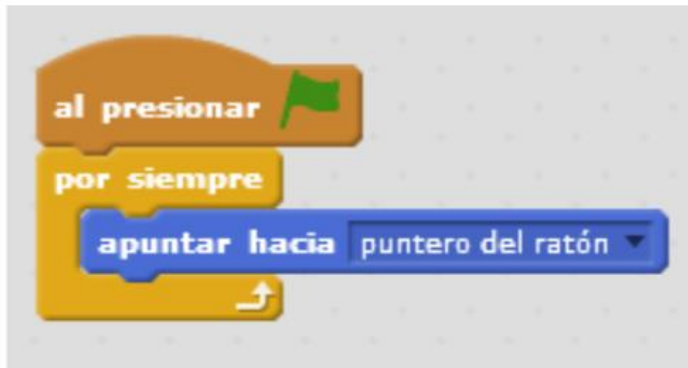 al presionar
por siempre
apuntar hacia puntero del ratón